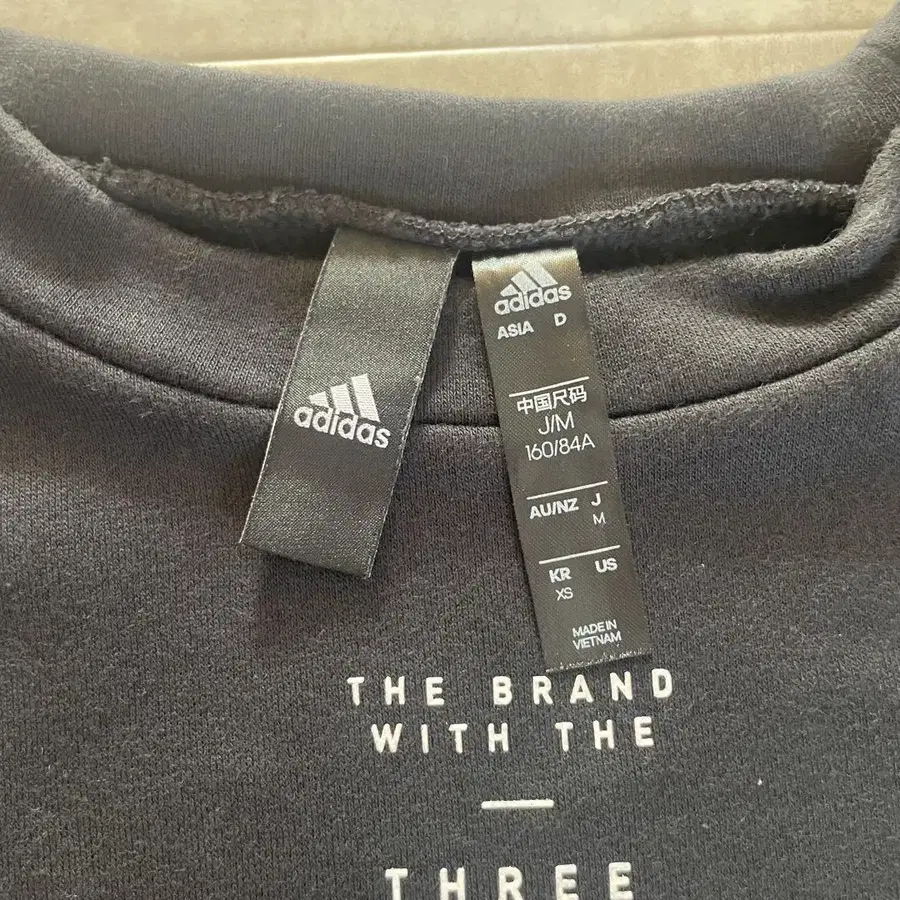 adidas
adidas
ASIA D
中国尺码
J/M
160/84A
AU/NZ J
M
KR US
XS
MADE IN
VIETNAM
THE BRAND
WITH THE
THREE